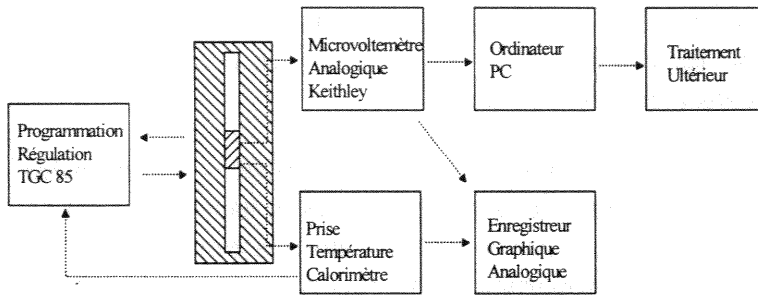 Programmation
Régulation
TGC 85
Microvoltemètre
Analogique
Keithley
Ordinateur
PC
Traitement
Ultérieur
Prise
Température
Calorimètre
Enregistreur
Graphique
Analogique